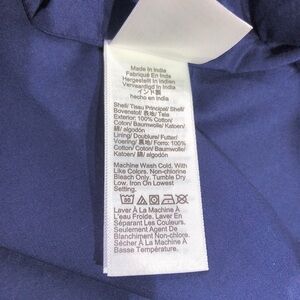 Made In India
Fabriqué En Inde
Hergestellt In Indien
Vervaardigd In India
インド製
hecho en India
Shell/ Tissu Principal/ Shell/
Bovenstof/ 表地/ Tela
Exterior: 100% Cotton/
Coton/ Baumwolle/ Katoen/
綿/ algodón
Lining/ Doublure/ Futter/
Voering/ 裏地/ Forro: 100%
Cotton/ Coton/ Baumwolle/
Katoen/ 綿/ algodón
Machine Wash Cold, With
Like Colors. Non-chlorine
Bleach Only. Tumble Dry
Low. Iron On Lowest
Setting.
Laver À La Machine À
L'eau Froide. Laver En
Séparant Les Couleurs.
Seulement Agent De
Blanchiment Non-chlore.
Sécher À La Machine À
Basse Température.